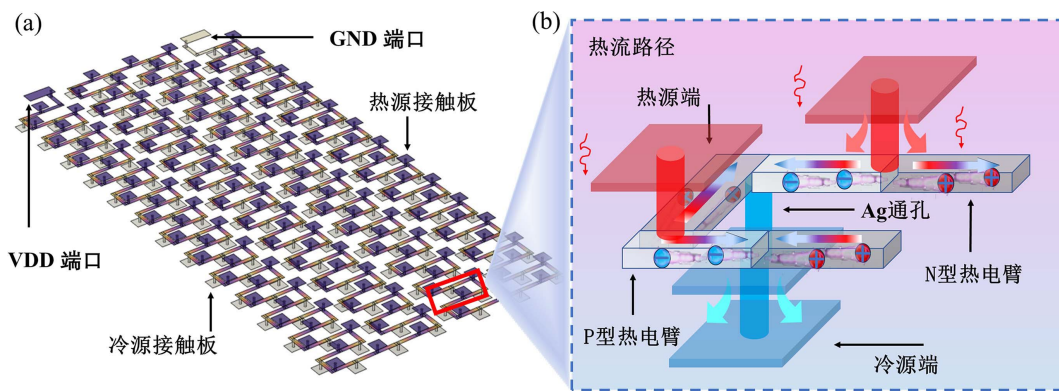 (a)
GND 端口
热源接触板
VDD 端口
冷源接触板
(b)
热流路径
热源端
Ag通孔
N型热电臂
P型热电臂
冷源端